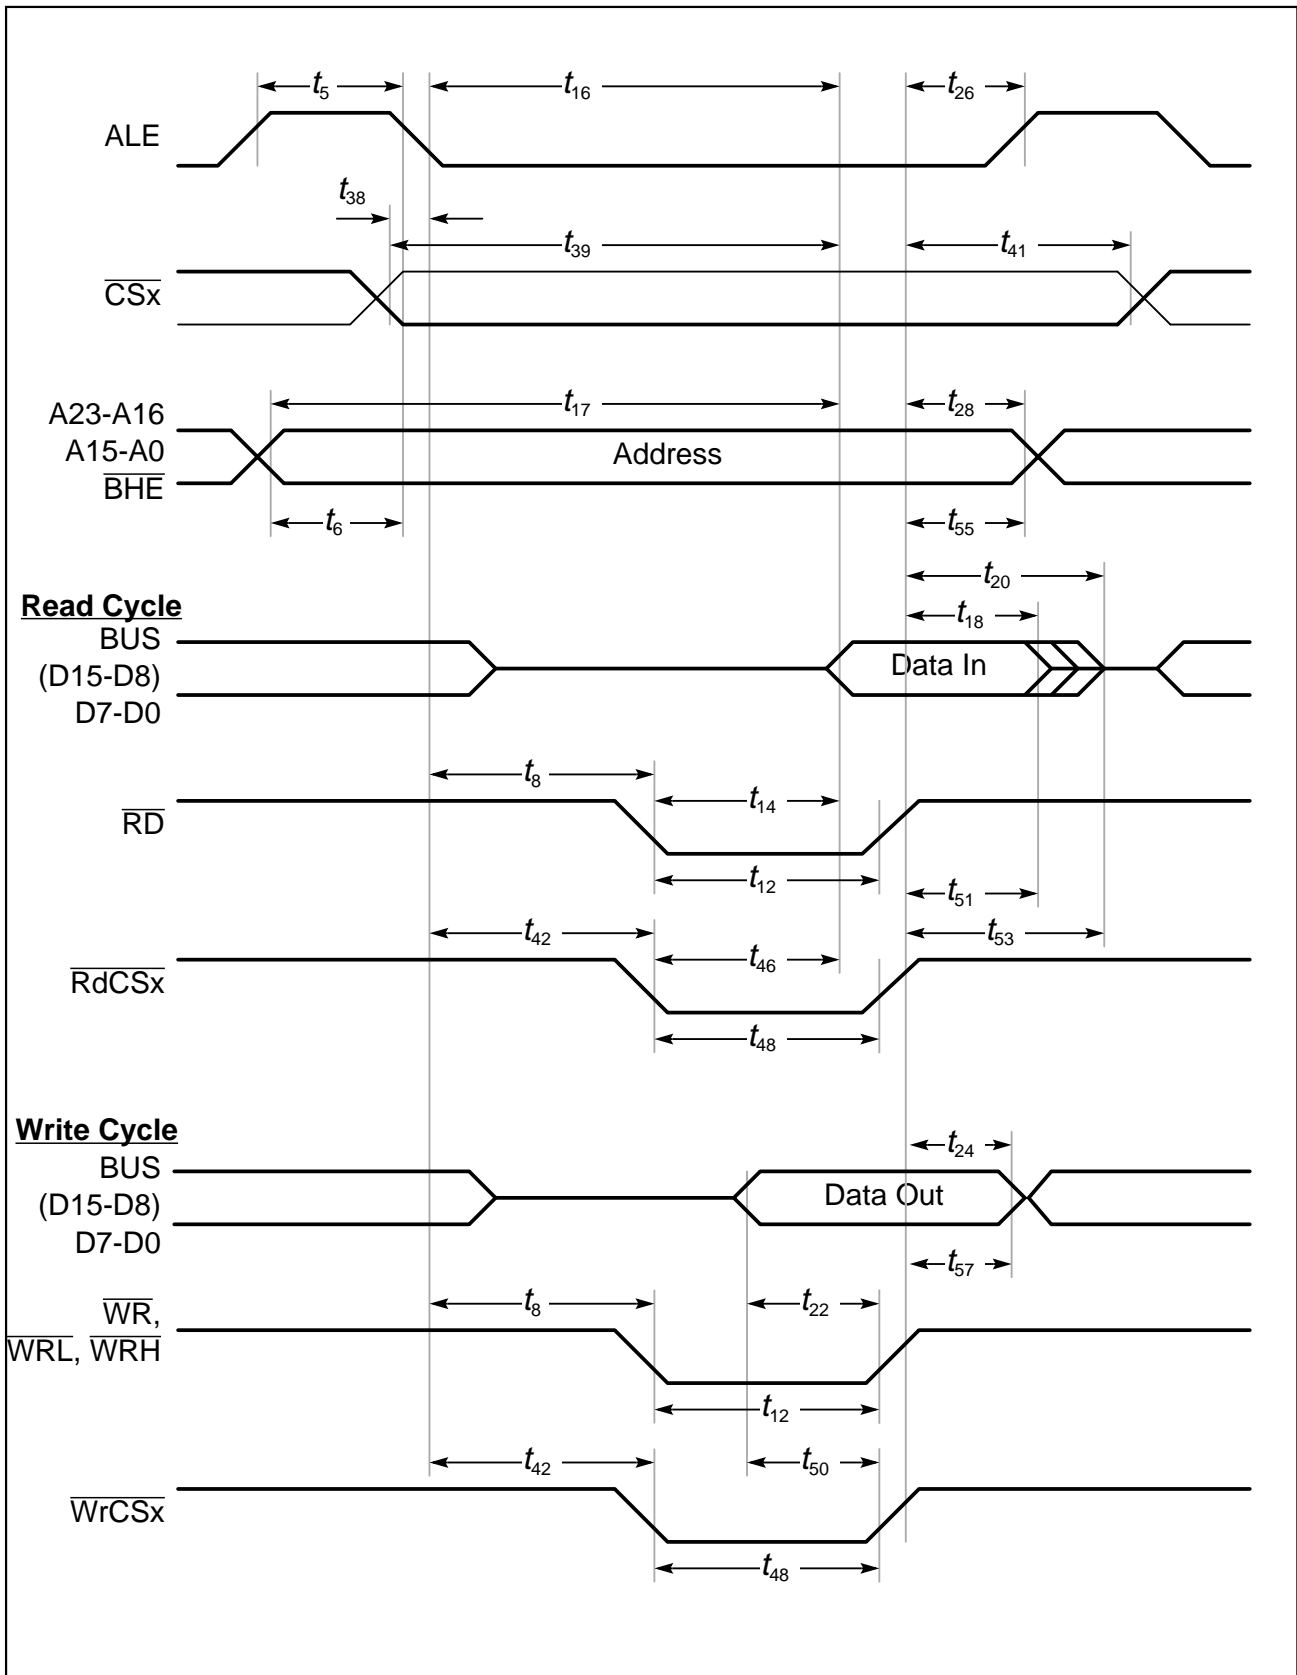 t5 t16 t26
ALE
t38
t39 t41
CSx
t17 t28
A23-A16
A15-A0
Address
BHE
t6 t55
t20
Read Cycle
t18
BUS
(D15-D8)
Data In
D7-D0
t8
t14
RD
t12 t51
t42 t53
t46
RdCSx
t48
Write Cycle
t24
BUS
(D15-D8)
Data Out
D7-D0
t57
t8 t22
WR,
WRL, WRH
t12
t42 t50
WrCSx
t48